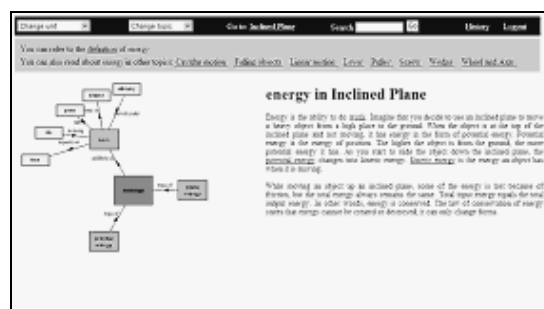 Change unit Change topic Go to: Inclined Plane Search Go History Logout
You can refer to the definition of energy
You can also read about energy in other topics: Circular motion Falling objects Linear motion Lever Pulley Screw Wedge Wheel and Axle
energy in Inclined Plane
Energy is the ability to do work. Imagine that you decide to use an inclined plane to move
a heavy object from a high place to the ground. When the object is at the top of the
inclined plane and not moving, it has energy in the form of potential energy. Potential
energy is the energy of position. The higher the object is from the ground, the more
potential energy it has. As you start to slide the object down the inclined plane, the
potential energy changes into kinetic energy. Kinetic energy is the energy an object has
when it is moving.
While moving an object up an inclined plane, some of the energy is lost because of
friction, but the total energy always remains the same. Total input energy equals the total
output energy. In other words, energy is conserved. The law of conservation of energy
states that energy cannot be created or destroyed, it can only change forms.
energy
kinetic
energy
potential
energy